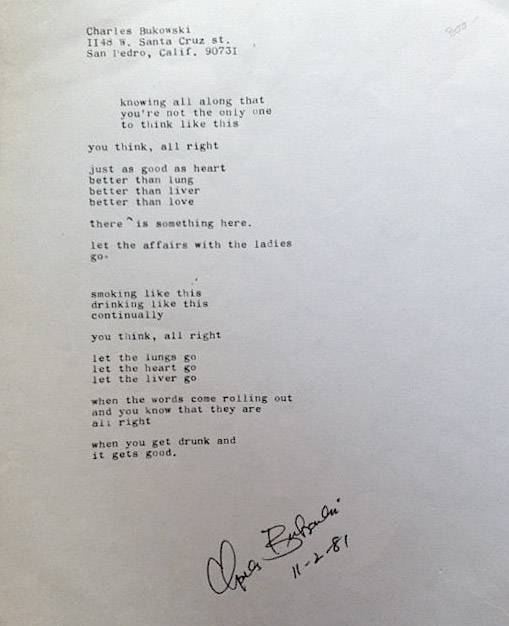 Charles Bukowski
1148 W. Santa Cruz st.
San Pedro, Calif. 90731
300-
knowing all along that
you're not the only one
to think like this
you think, all right
just as good as heart
better than lung
better than liver
better than love
there ^ is something here.
let the affairs with the ladies
go.
smoking like this
drinking like this
continually
you think, all right
let the lungs go
let the heart go
let the liver go
when the words come rolling out
and you know that they are
all right
when you get drunk and
it gets good.
Charles Bukowski
11-2-81